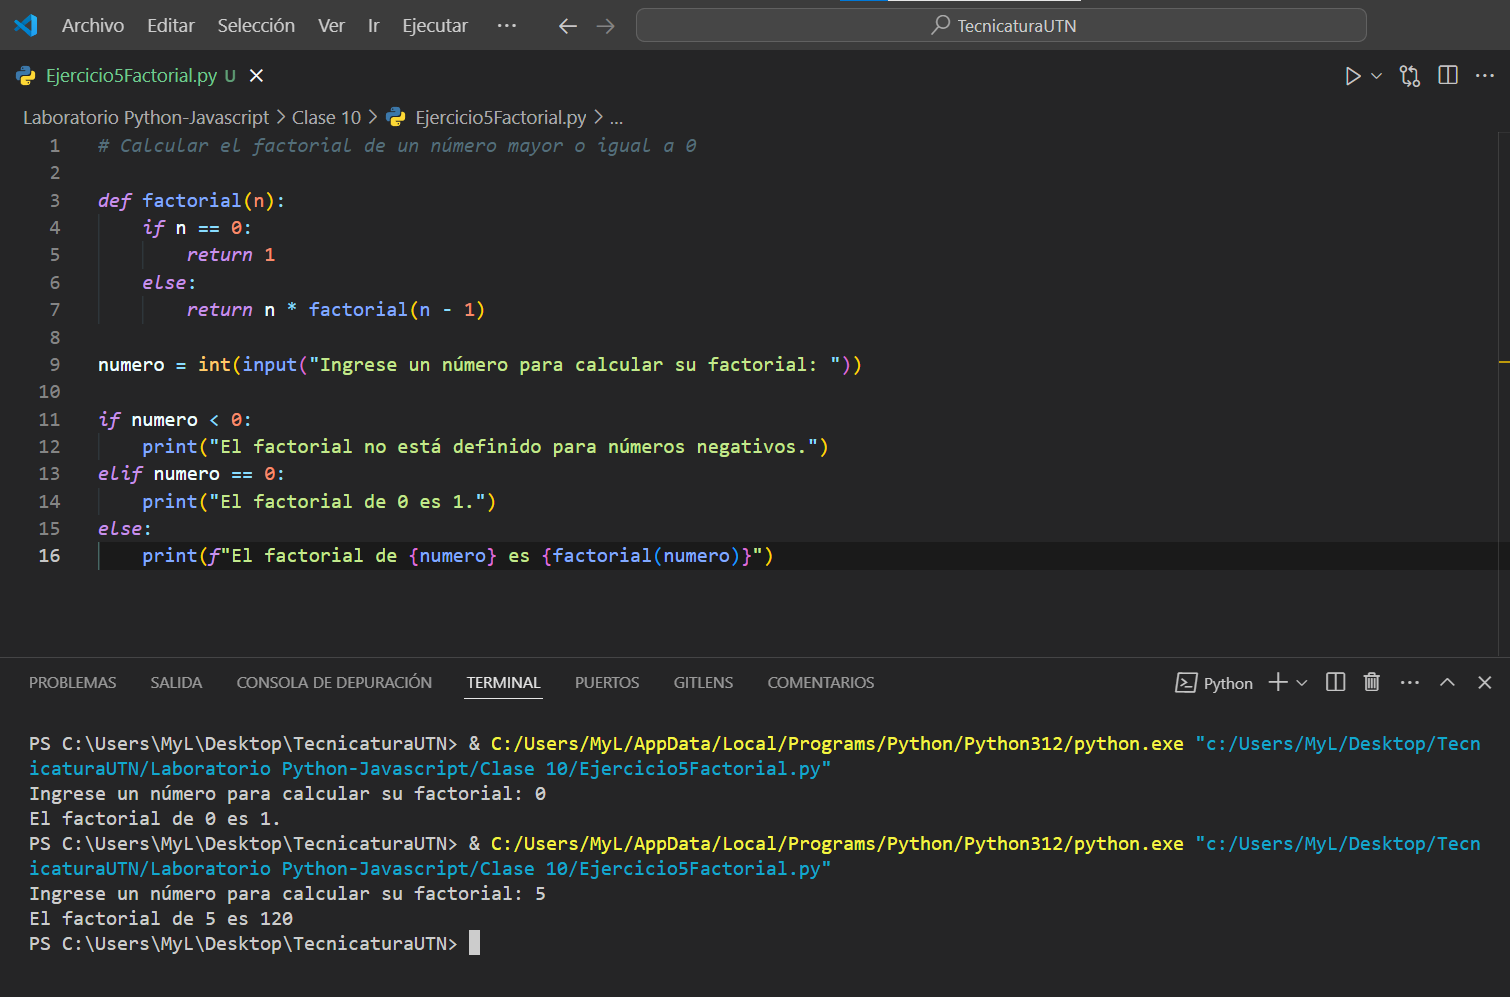 Archivo Editar Selección Ver Ir Ejecutar ··· TecnicaturaUTN
Ejercicio5Factorial.py U
Laboratorio Python-Javascript > Clase 10 > Ejercicio5Factorial.py > ...
1 # Calcular el factorial de un número mayor o igual a 0
2
3 def factorial(n):
4     if n == 0:
5         return 1
6     else:
7         return n * factorial(n - 1)
8
9 numero = int(input("Ingrese un número para calcular su factorial: "))
10
11 if numero < 0:
12     print("El factorial no está definido para números negativos.")
13 elif numero == 0:
14     print("El factorial de 0 es 1.")
15 else:
16     print(f"El factorial de {numero} es {factorial(numero)}")
PROBLEMAS SALIDA CONSOLA DE DEPURACIÓN TERMINAL PUERTOS GITLENS COMENTARIOS Python
PS C:\Users\MyL\Desktop\TecnicaturaUTN> & C:/Users/MyL/AppData/Local/Programs/Python/Python312/python.exe "c:/Users/MyL/Desktop/Tecn
icaturaUTN/Laboratorio Python-Javascript/Clase 10/Ejercicio5Factorial.py"
Ingrese un número para calcular su factorial: 0
El factorial de 0 es 1.
PS C:\Users\MyL\Desktop\TecnicaturaUTN> & C:/Users/MyL/AppData/Local/Programs/Python/Python312/python.exe "c:/Users/MyL/Desktop/Tecn
icaturaUTN/Laboratorio Python-Javascript/Clase 10/Ejercicio5Factorial.py"
Ingrese un número para calcular su factorial: 5
El factorial de 5 es 120
PS C:\Users\MyL\Desktop\TecnicaturaUTN>